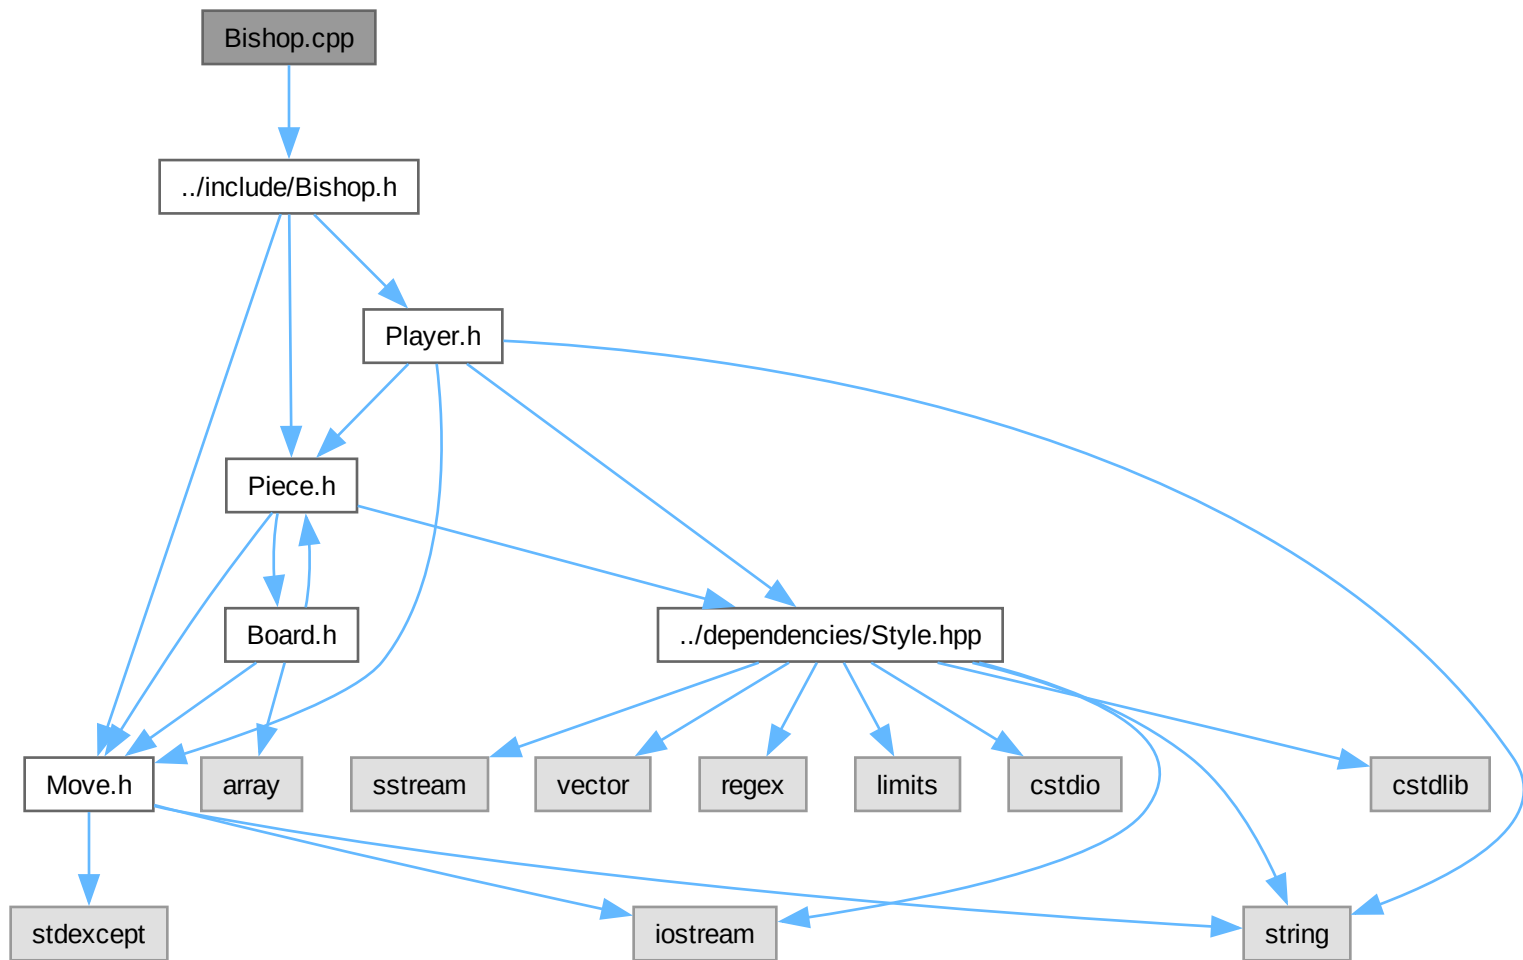 Bishop.cpp
../include/Bishop.h
Player.h
Piece.h
Board.h
../dependencies/Style.hpp
Move.h
array
sstream
vector
regex
limits
cstdio
cstdlib
stdexcept
iostream
string